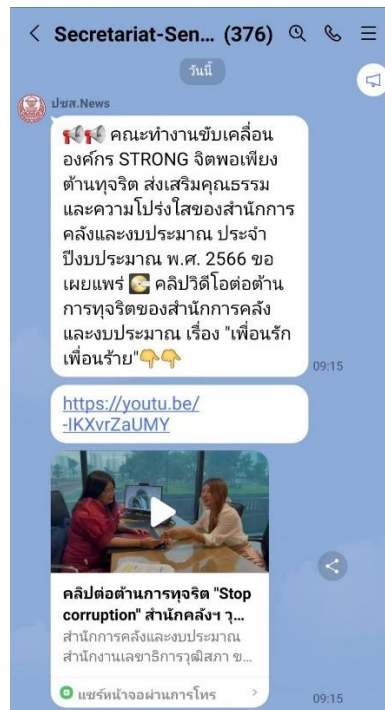 Secretariat-Sen... (376)
วันนี้
ปชส.News
คณะทำงานขับเคลื่อน
องค์กร STRONG จิตพอเพียง
ต้านทุจริต ส่งเสริมคุณธรรม
และความโปร่งใสของสำนักการ
คลังและงบประมาณ ประจำ
ปีงบประมาณ พ.ศ. 2566 ขอ
เผยแพร่ 📀 คลิปวิดีโอต่อต้าน
การทุจริตของสำนักการคลัง
และงบประมาณ เรื่อง "เพื่อนรัก
เพื่อนร้าย"👇👇
09:15
https://youtu.be/
-IKXvrZaUMY
คลิปต่อต้านการทุจริต "Stop
corruption" สำนักคลังฯ วุ...
สำนักการคลังและงบประมาณ
สำนักงานเลขาธิการวุฒิสภา ข...
แชร์หน้าจอผ่านการโทร
09:15